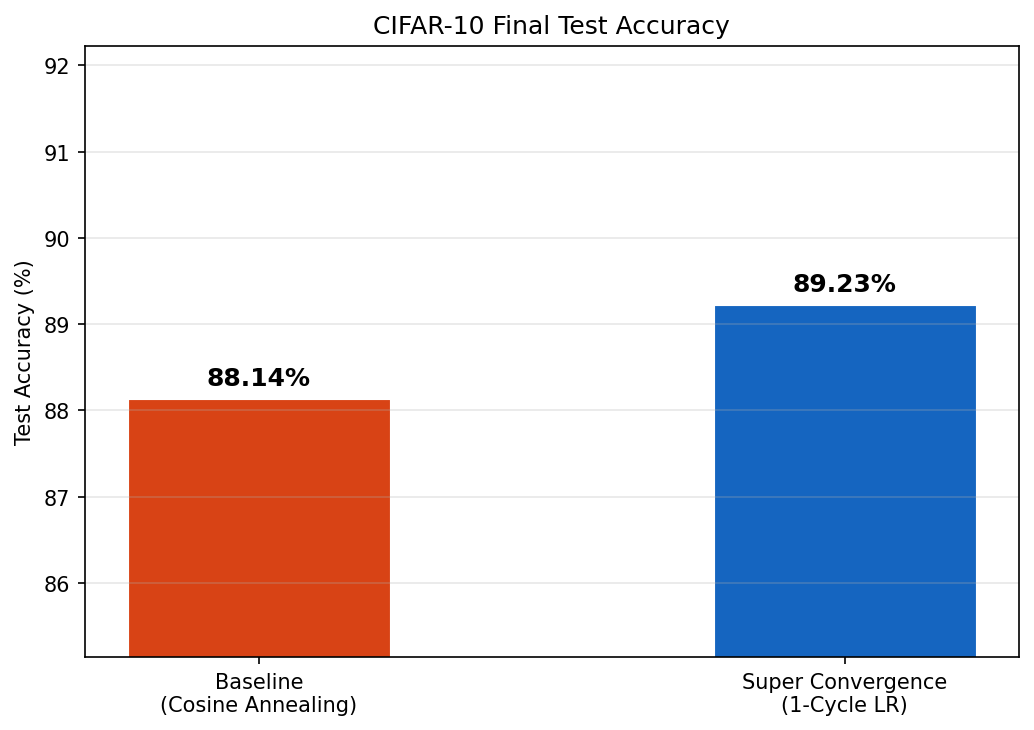 CIFAR-10 Final Test Accuracy
Test Accuracy (%)
92
91
90
89
88
87
86
88.14%
89.23%
Baseline
(Cosine Annealing)
Super Convergence
(1-Cycle LR)